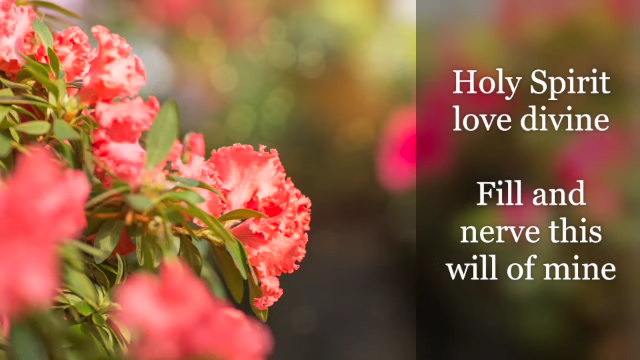 Holy Spirit
love divine
Fill and
nerve this
will of mine